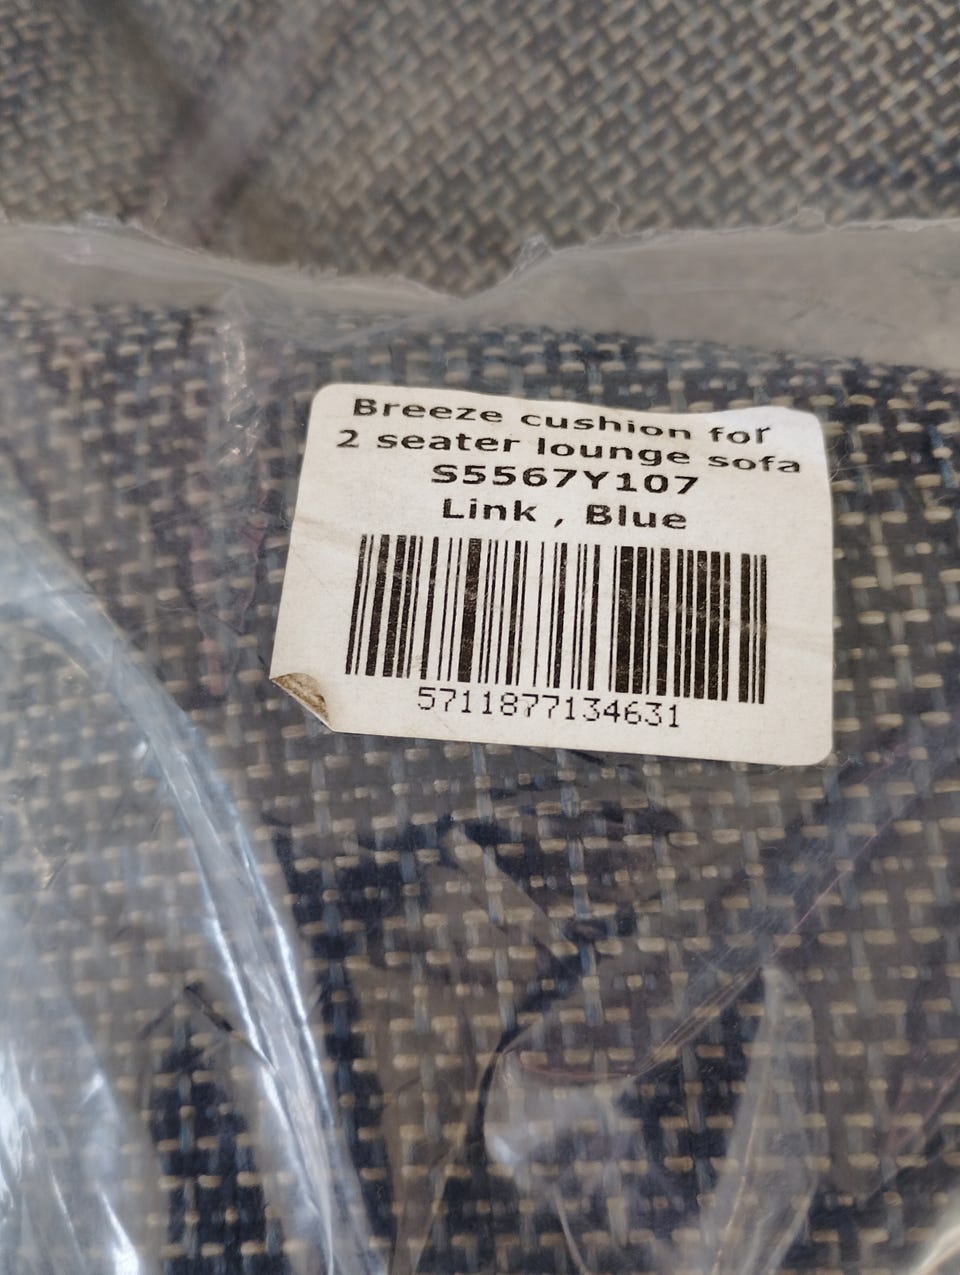 Breeze cushion for
2 seater lounge sofa
S5567Y107
Link , Blue
5711877134631